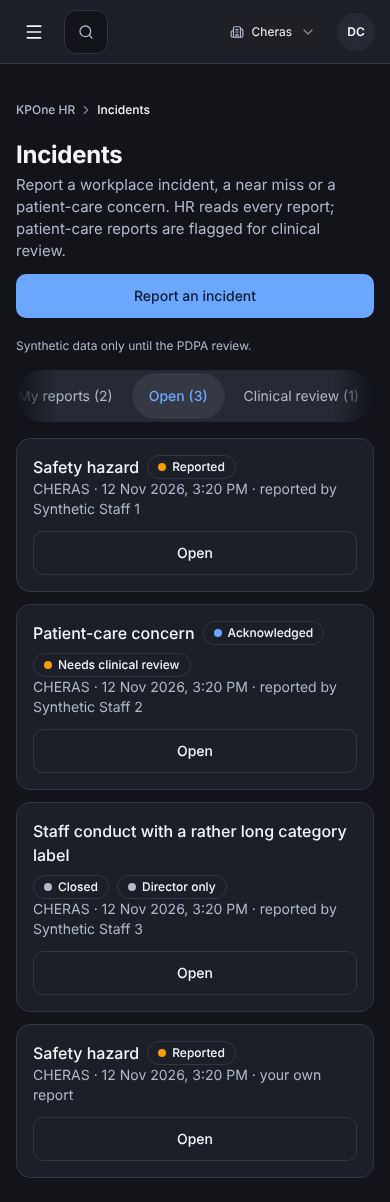 Cheras
DC
KPOne HR > Incidents
Incidents
Report a workplace incident, a near miss or a
patient-care concern. HR reads every report;
patient-care reports are flagged for clinical
review.
Report an incident
Synthetic data only until the PDPA review.
My reports (2)
Open (3)
Clinical review (1)
Safety hazard
Reported
CHERAS · 12 Nov 2026, 3:20 PM · reported by
Synthetic Staff 1
Open
Patient-care concern
Acknowledged
Needs clinical review
CHERAS · 12 Nov 2026, 3:20 PM · reported by
Synthetic Staff 2
Open
Staff conduct with a rather long category
label
Closed
Director only
CHERAS · 12 Nov 2026, 3:20 PM · reported by
Synthetic Staff 3
Open
Safety hazard
Reported
CHERAS · 12 Nov 2026, 3:20 PM · your own
report
Open